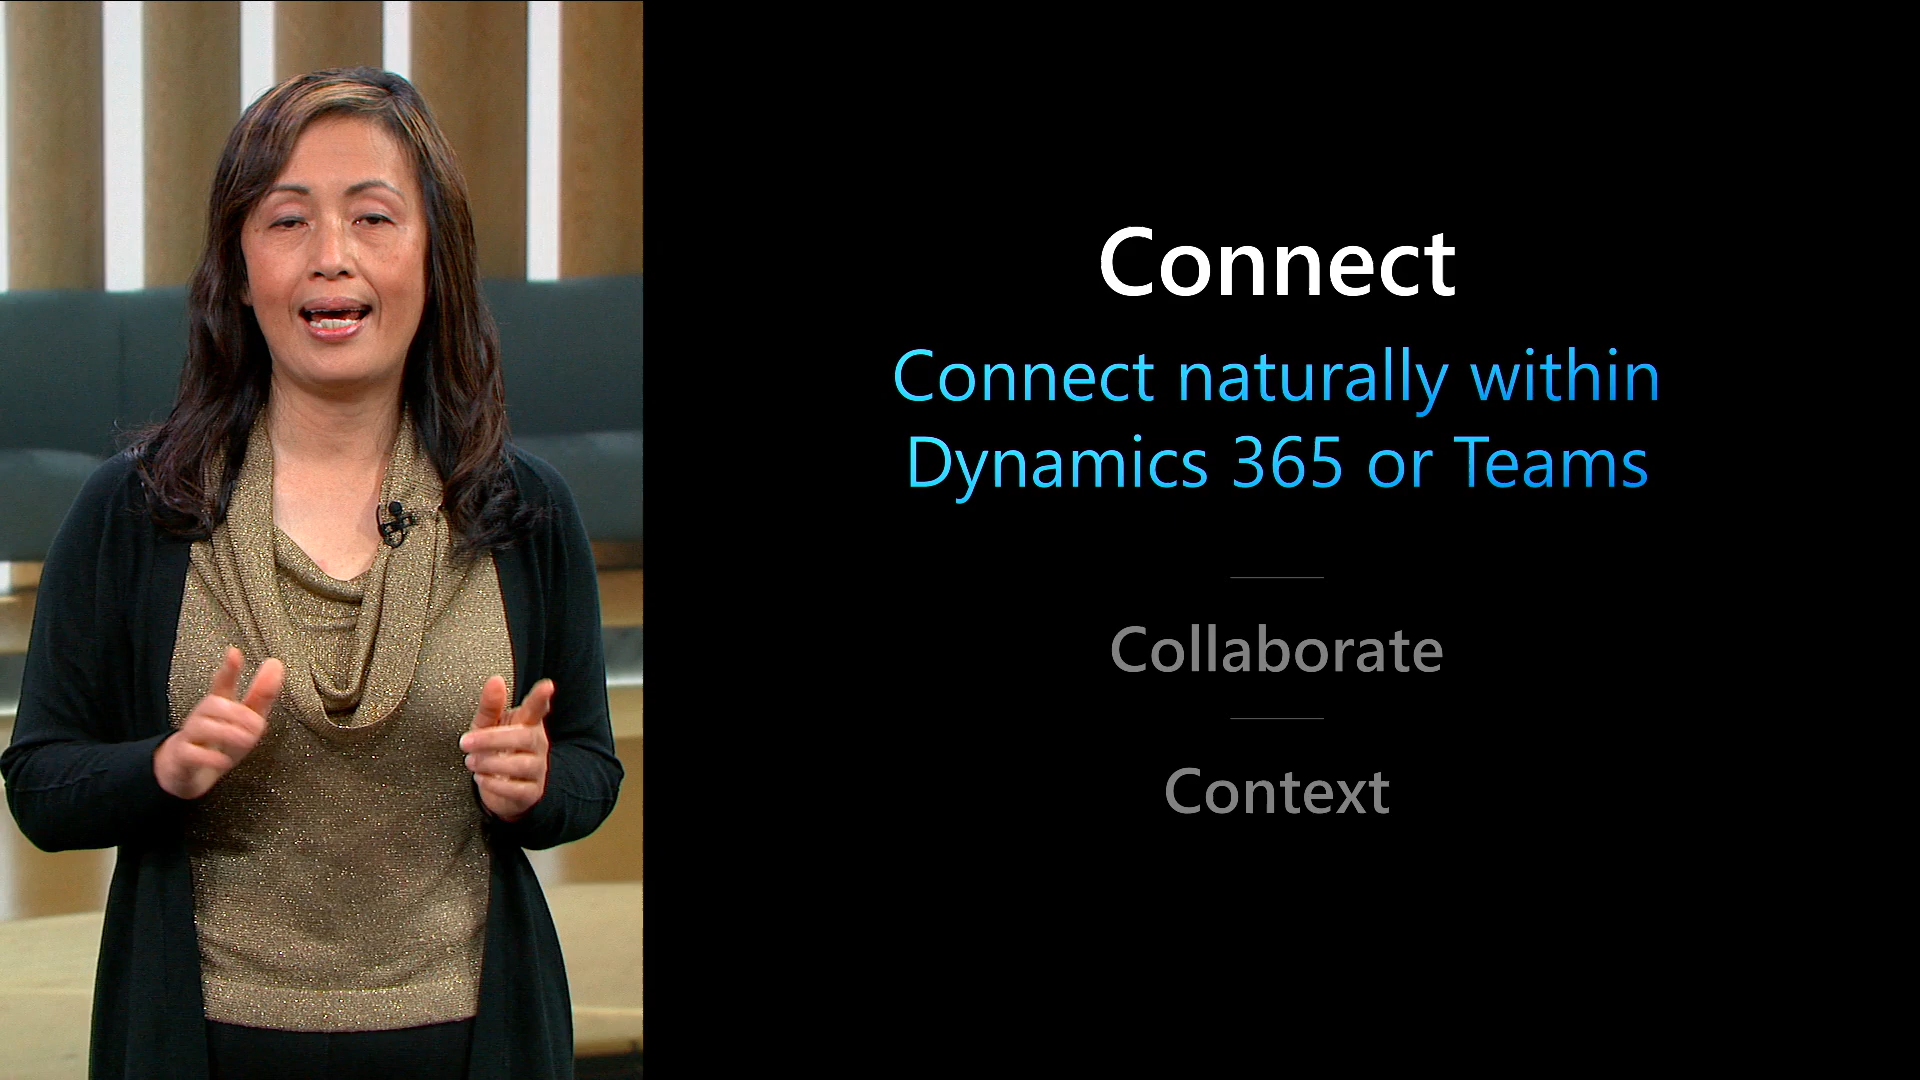 Connect
Connect naturally within
Dynamics 365 or Teams
Collaborate
Context